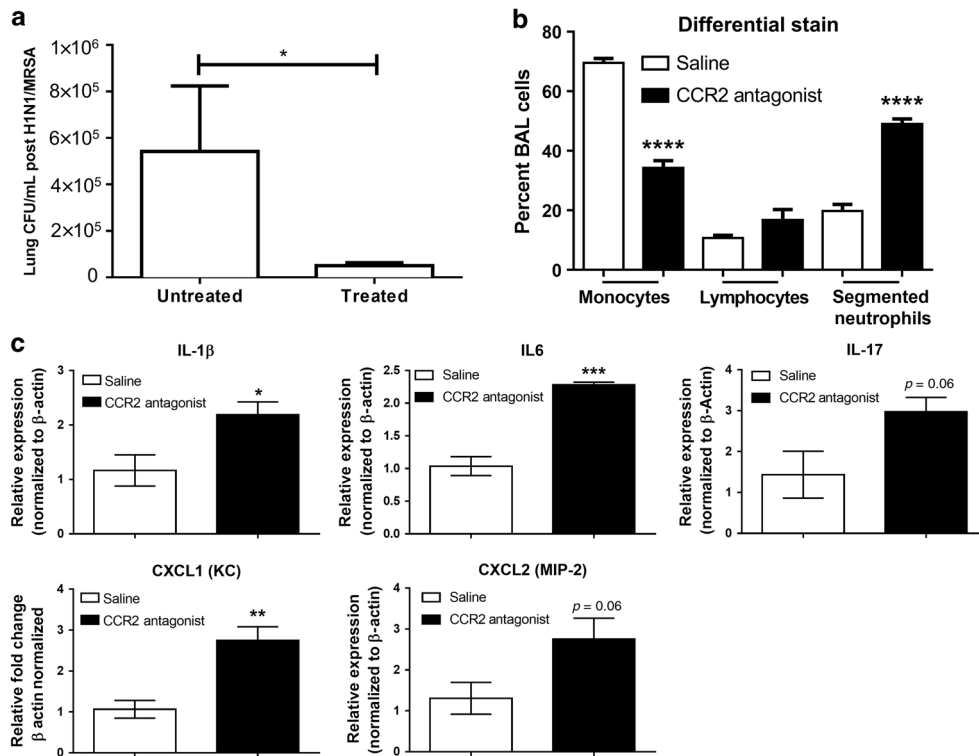 a
Lung CFU/mL post H1N1/MRSA
1×10⁶
8×10⁵
6×10⁵
4×10⁵
2×10⁵
0
*
Untreated
Treated
b
Differential stain
Percent BAL cells
80
60
40
20
0
Saline
CCR2 antagonist
****
****
Monocytes
Lymphocytes
Segmented
neutrophils
c
IL-1β
Relative expression
(normalized to β-actin)
3
2
1
0
Saline
CCR2 antagonist
*
IL6
Relative expression
(normalized to β-actin)
2.5
2.0
1.5
1.0
0.5
0.0
Saline
CCR2 antagonist
***
IL-17
Relative expression
(normalized to β-Actin)
4
3
2
1
0
Saline
CCR2 antagonist
p = 0.06
CXCL1 (KC)
Relative fold change
β actin normalized
4
3
2
1
0
Saline
CCR2 antagonist
**
CXCL2 (MIP-2)
Relative expression
(normalized to β-actin)
4
3
2
1
0
Saline
CCR2 antagonist
p = 0.06